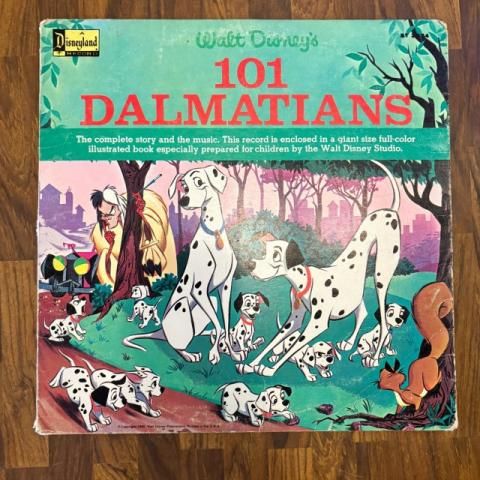 Disneyland
RECORD
Walt Disney's
101
DALMATIANS
The complete story and the music. This record is enclosed in a giant size full-color
illustrated book especially prepared for children by the Walt Disney Studio.